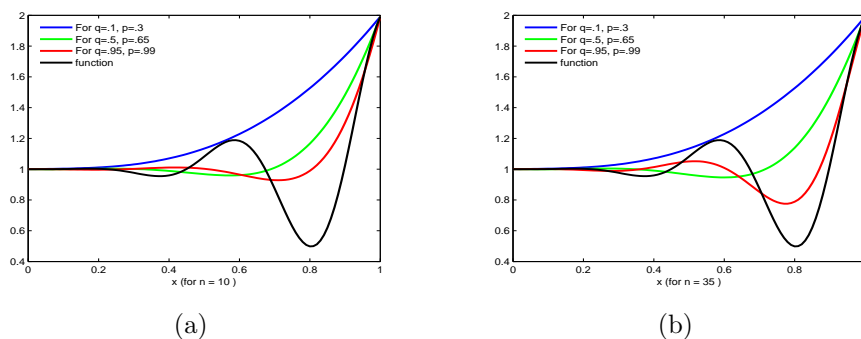 2
1.8
1.6
1.4
1.2
1
0.8
0.6
0.4
0
0.2
0.4
0.6
0.8
1
For q=.1, p=.3
For q=.5, p=.65
For q=.95, p=.99
function
x (for n = 10 )
(a)
2
1.8
1.6
1.4
1.2
1
0.8
0.6
0.4
0
0.2
0.4
0.6
0.8
For q=.1, p=.3
For q=.5, p=.65
For q=.95, p=.99
function
x (for n = 35 )
(b)